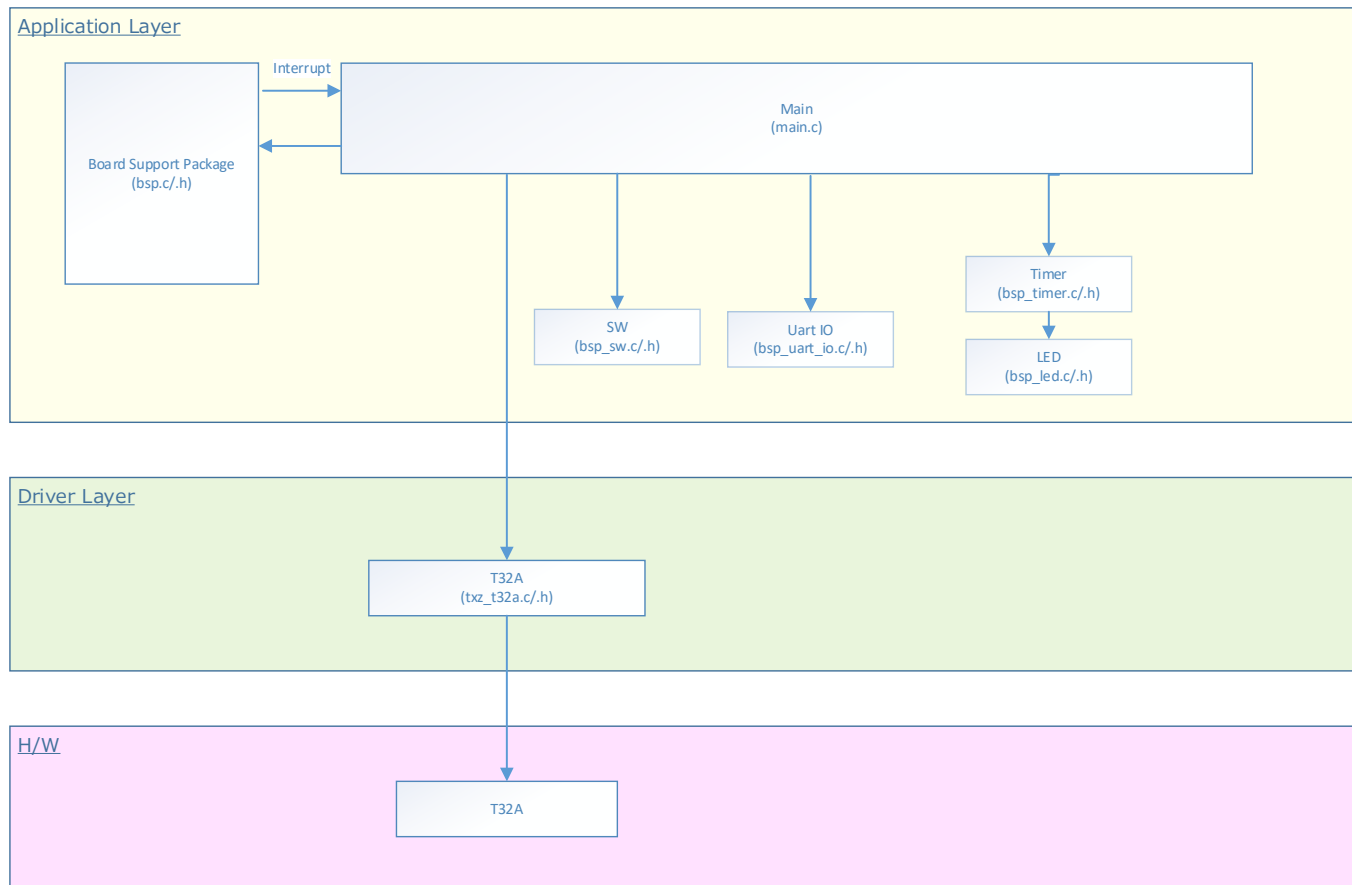 Application Layer
Interrupt
Main
(main.c)
Board Support Package
(bsp.c/.h)
Timer
(bsp_timer.c/.h)
SW
(bsp_sw.c/.h)
Uart IO
(bsp_uart_io.c/.h)
LED
(bsp_led.c/.h)
Driver Layer
T32A
(txz_t32a.c/.h)
H/W
T32A